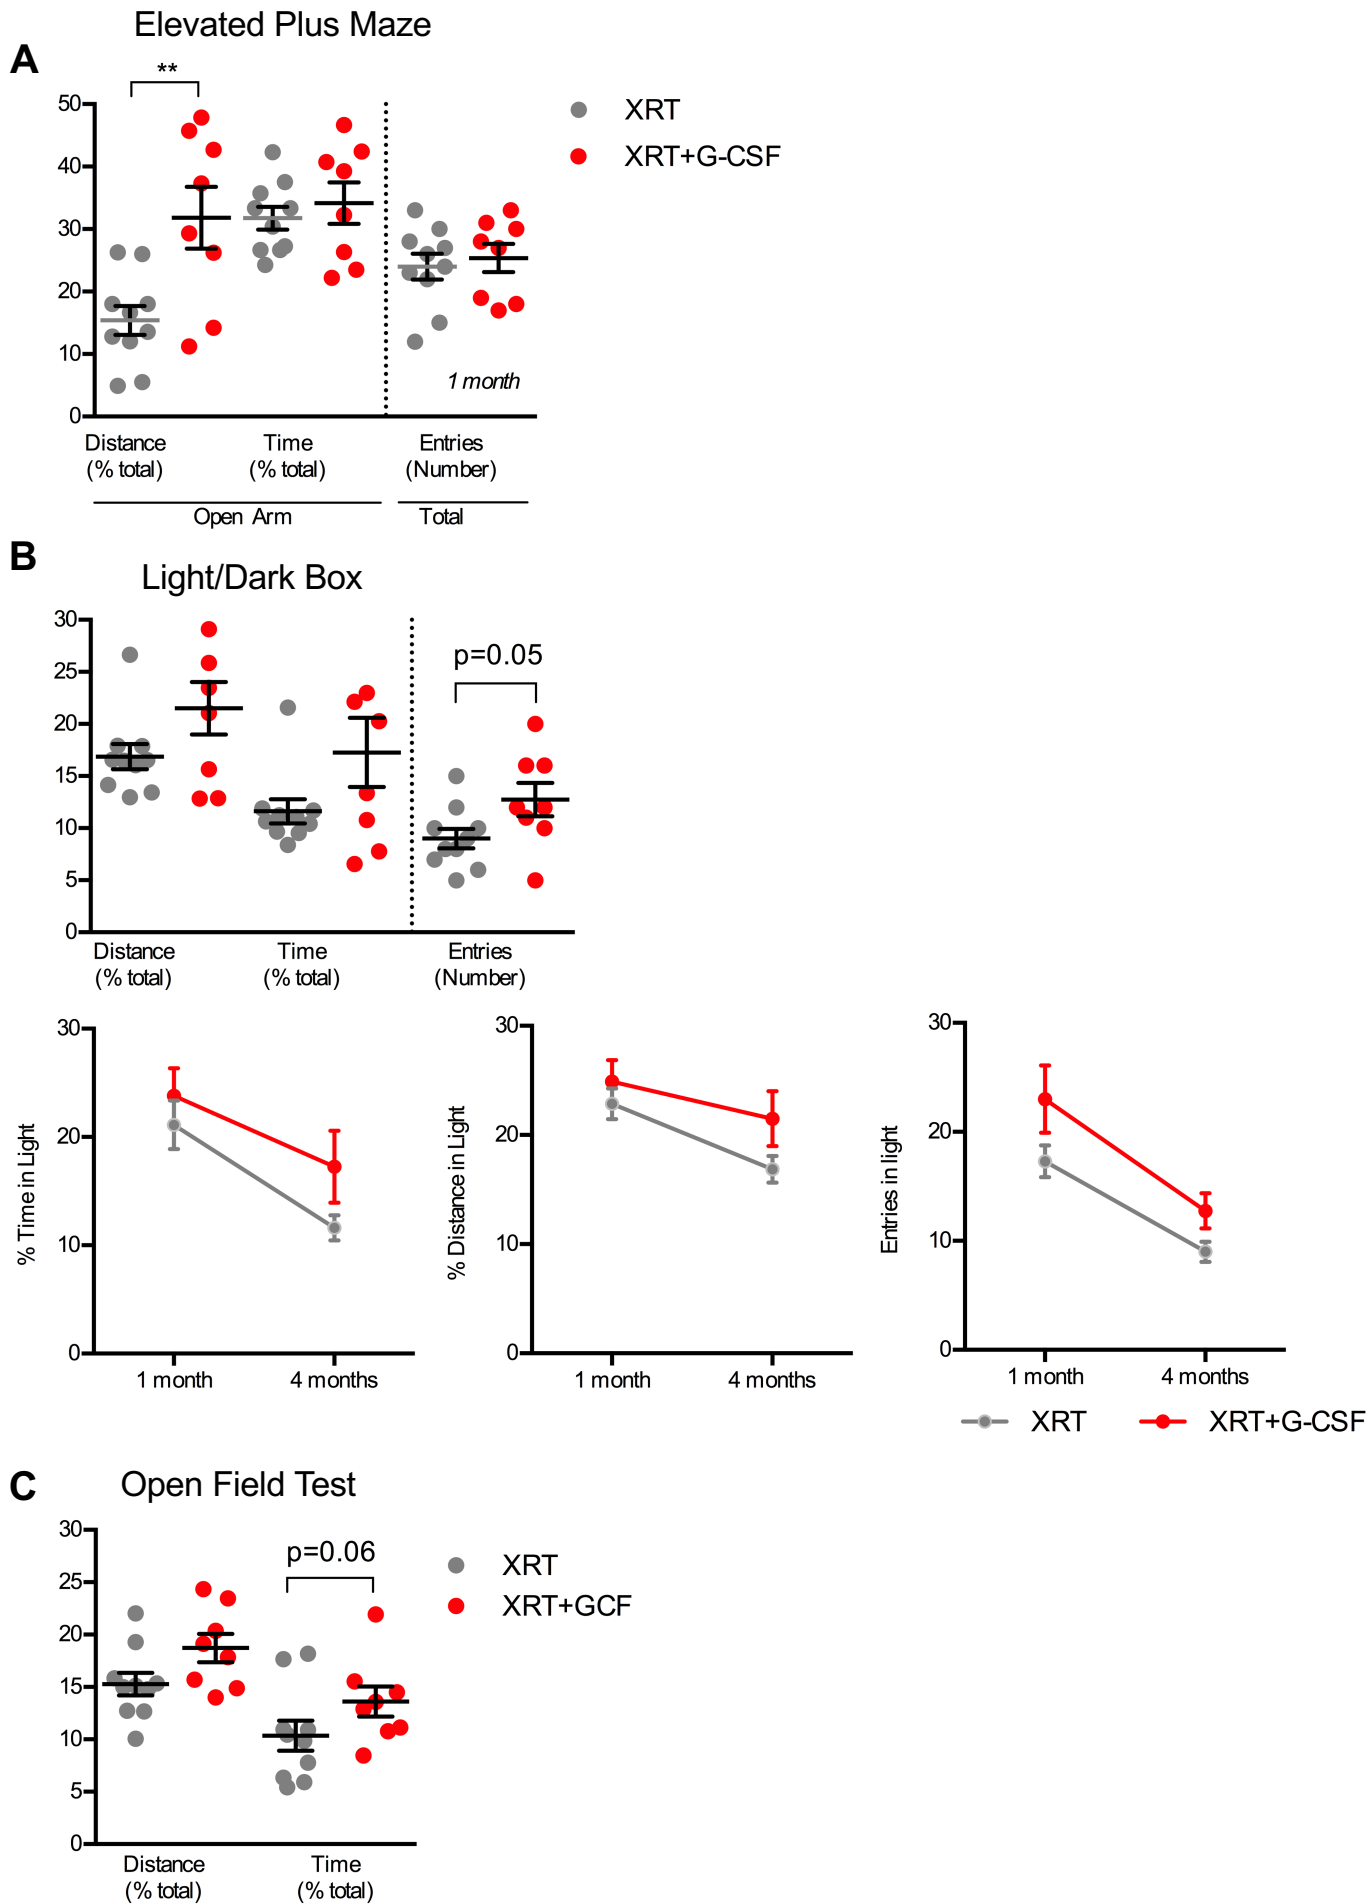 Elevated Plus Maze
A
**
50
40
30
20
10
0
XRT
XRT+G-CSF
1 month
Distance
(% total)
Time
(% total)
Entries
(Number)
Open Arm
Total
B
Light/Dark Box
30
25
20
15
10
5
0
p=0.05
Distance
(% total)
Time
(% total)
Entries
(Number)
% Time in Light
30
20
10
0
1 month
4 months
% Distance in Light
30
20
10
0
1 month
4 months
Entries in light
30
20
10
0
1 month
4 months
XRT
XRT+G-CSF
C
Open Field Test
30
25
20
15
10
5
0
p=0.06
XRT
XRT+GCF
Distance
(% total)
Time
(% total)